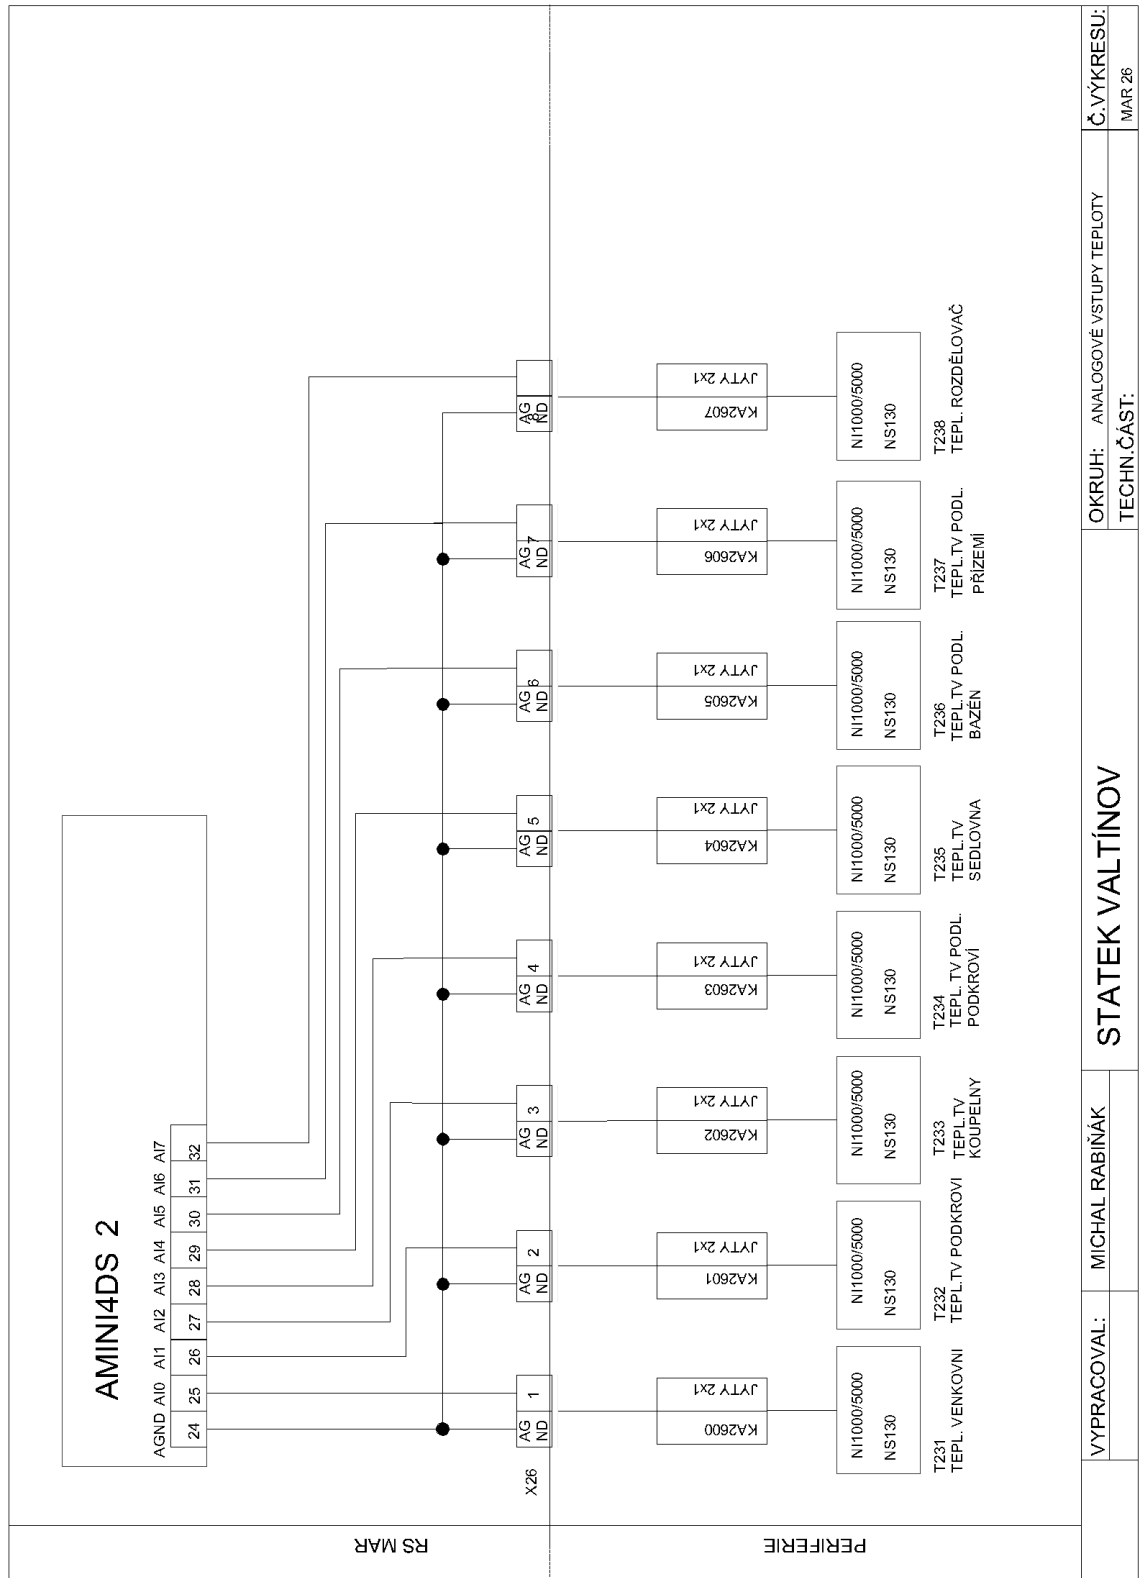 AMINI4DS 2
AGND AI0 AI1 AI2 AI3 AI4 AI5 AI6 AI7
24 25 26 27 28 29 30 31 32
RS MAR
X26
AG ND 1
AG ND 2
AG ND 3
AG ND 4
AG ND 5
AG ND 6
AG ND 7
AG ND 8
PERIFERIE
KA2600 JYTY 2x1
KA2601 JYTY 2x1
KA2602 JYTY 2x1
KA2603 JYTY 2x1
KA2604 JYTY 2x1
KA2605 JYTY 2x1
KA2606 JYTY 2x1
KA2607 JYTY 2x1
NI1000/5000
NS130
T231
TEPL. VENKOVNI
NI1000/5000
NS130
T232
TEPL.TV PODKROVI
NI1000/5000
NS130
T233
TEPL.TV
KOUPELNY
NI1000/5000
NS130
T234
TEPL. TV PODL.
PODKROVÍ
NI1000/5000
NS130
T235
TEPL.TV
SEDLOVNA
NI1000/5000
NS130
T236
TEPL.TV PODL.
BAZÉN
NI1000/5000
NS130
T237
TEPL.TV PODL.
PŘÍZEMÍ
NI1000/5000
NS130
T238
TEPL. ROZDĚLOVAČ
VYPRACOVAL: MICHAL RABIŇÁK
STATEK VALTÍNOV
OKRUH: ANALOGOVÉ VSTUPY TEPLOTY
TECHN.ČÁST:
Č.VÝKRESU:
MAR 26